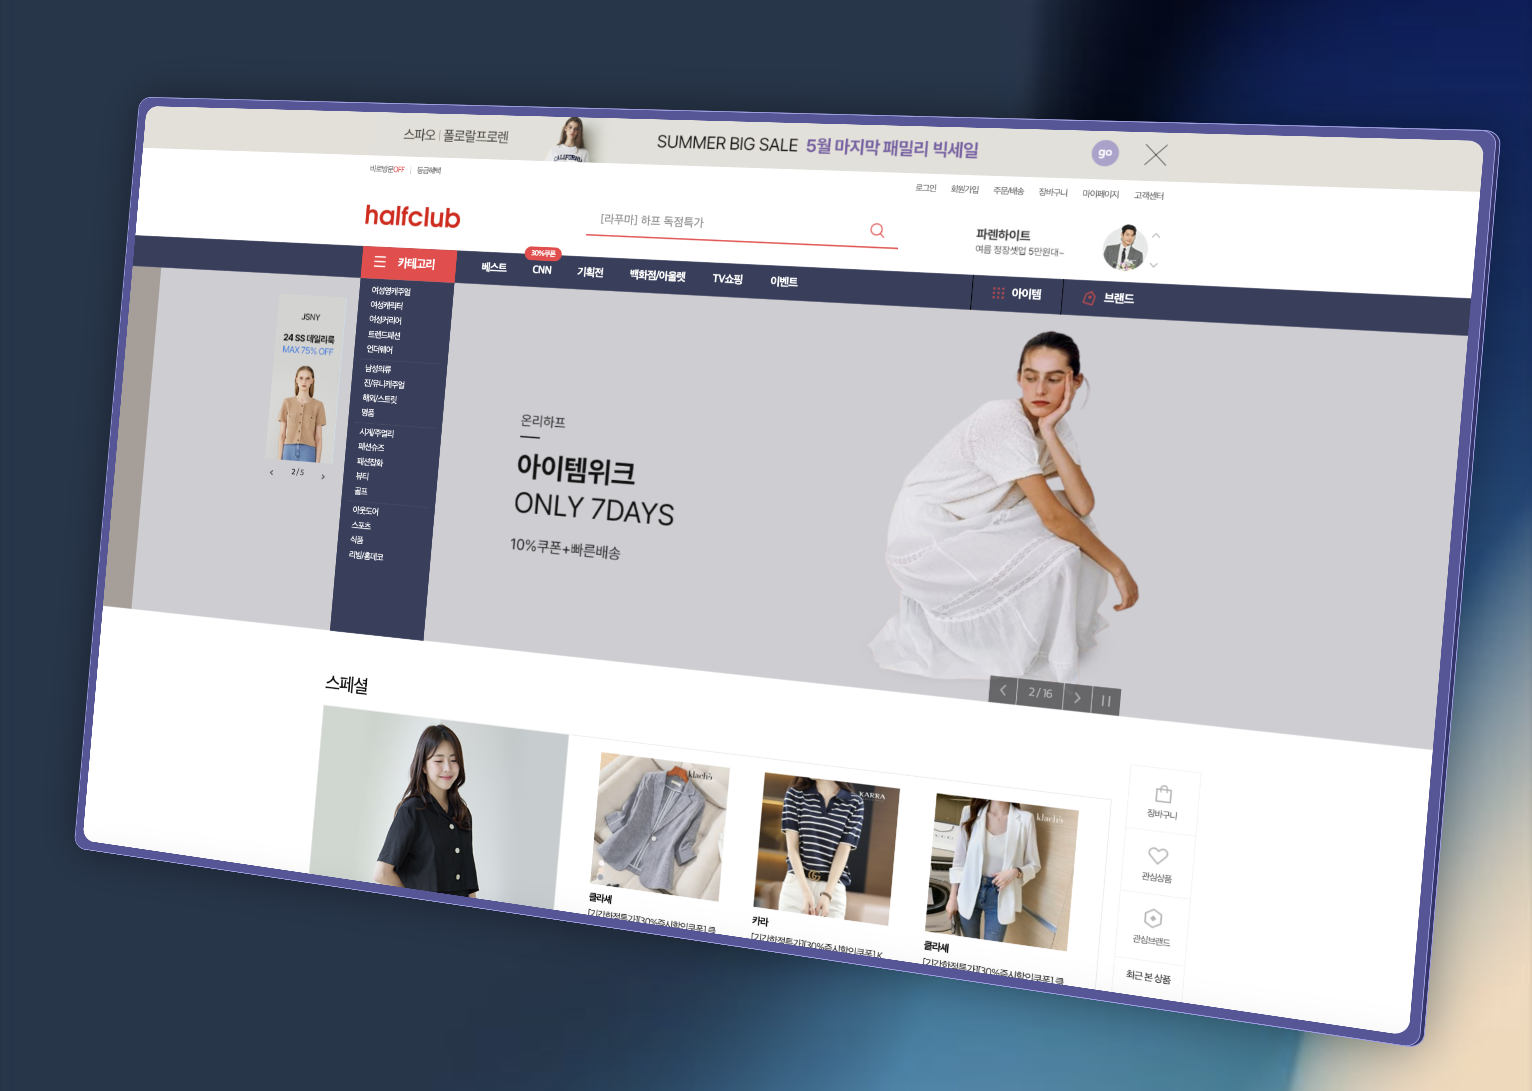 스파오 | 폴로랄프로렌
SUMMER BIG SALE 5월 마지막 패밀리 빅세일
go
CALIFORNIA
바로방문OFF | 등급혜택
로그인 회원가입 주문/배송 장바구니 마이페이지 고객센터
halfclub
[라푸마] 하프 독점특가
파렌하이트
여름 정장셋업 5만원대~
카테고리
베스트
30%쿠폰
CNN
기획전
백화점/아울렛
TV쇼핑
이벤트
아이템
브랜드
여성영캐주얼
여성캐릭터
여성커리어
트렌드패션
언더웨어
남성의류
진/유니캐주얼
해외/스트릿
명품
시계/주얼리
패션슈즈
패션잡화
뷰티
골프
아웃도어
스포츠
식품
리빙/홈데코
JSNY
24 SS 데일리룩
MAX 75% OFF
2 / 5
온리하프
아이템위크
ONLY 7DAYS
10%쿠폰+빠른배송
2 / 16
스페셜
klach's
KARRA
klach's
클라쎄
[기간한정특가][30%즉시할인쿠폰] 클
카라
[기간한정특가][30%즉시할인쿠폰] K
클라쎄
[기간한정특가][30%즉시할인쿠폰] 클
장바구니
관심상품
관심브랜드
최근 본 상품